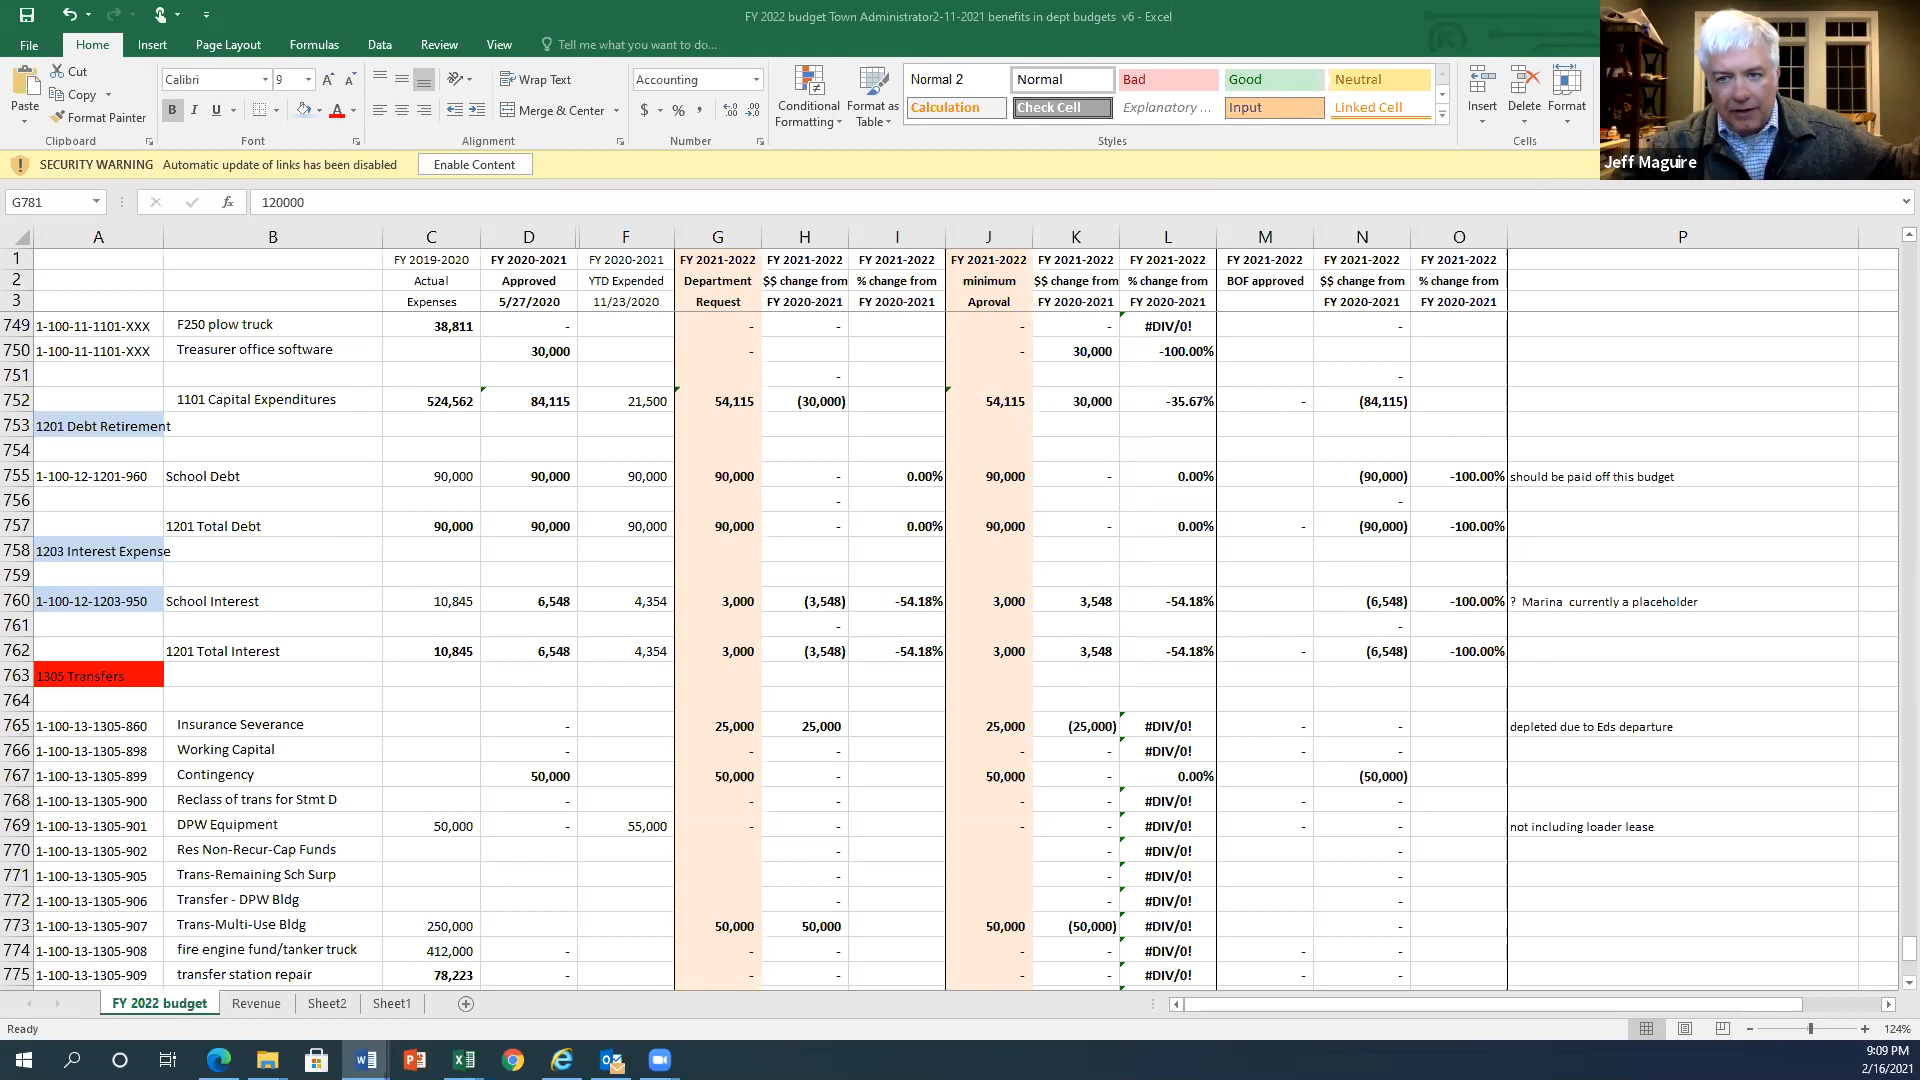 FY 2022 budget Town Administrator2-11-2021 benefits in dept budgets  v6 - Excel
File Home Insert Page Layout Formulas Data Review View Tell me what you want to do...
Paste Cut Copy Format Painter Clipboard
Calibri 9 B I U A A A Font
Wrap Text Merge & Center Alignment
Accounting $ % , Number
Conditional Formatting Format as Table
Normal 2 Normal Bad Good Neutral
Calculation Check Cell Explanatory ... Input Linked Cell
Styles
Insert Delete Format
Cells
Jeff Maguire
SECURITY WARNING Automatic update of links has been disabled Enable Content
G781 fx 120000
A B C D F G H I J K L M N O P
1 FY 2019-2020 FY 2020-2021 FY 2020-2021 FY 2021-2022 FY 2021-2022 FY 2021-2022 FY 2021-2022 FY 2021-2022 FY 2021-2022 FY 2021-2022 FY 2021-2022 FY 2021-2022
2 Actual Approved YTD Expended Department $$ change from % change from minimum $$ change from % change from BOF approved $$ change from % change from
3 Expenses 5/27/2020 11/23/2020 Request FY 2020-2021 FY 2020-2021 Aproval FY 2020-2021 FY 2020-2021 FY 2020-2021 FY 2020-2021
749 1-100-11-1101-XXX F250 plow truck 38,811 - - - - #DIV/0! -
750 1-100-11-1101-XXX Treasurer office software 30,000 - - 30,000 -100.00%
751 - -
752 1101 Capital Expenditures 524,562 84,115 21,500 54,115 (30,000) 54,115 30,000 -35.67% - (84,115)
753 1201 Debt Retirement
754
755 1-100-12-1201-960 School Debt 90,000 90,000 90,000 90,000 - 0.00% 90,000 - 0.00% (90,000) -100.00% should be paid off this budget
756 - -
757 1201 Total Debt 90,000 90,000 90,000 90,000 - 0.00% 90,000 - 0.00% - (90,000) -100.00%
758 1203 Interest Expense
759
760 1-100-12-1203-950 School Interest 10,845 6,548 4,354 3,000 (3,548) -54.18% 3,000 3,548 -54.18% (6,548) -100.00% ?  Marina  currently a placeholder
761 - -
762 1201 Total Interest 10,845 6,548 4,354 3,000 (3,548) -54.18% 3,000 3,548 -54.18% - (6,548) -100.00%
763 1305 Transfers
764
765 1-100-13-1305-860 Insurance Severance - 25,000 25,000 25,000 (25,000) #DIV/0! - - depleted due to Eds departure
766 1-100-13-1305-898 Working Capital - - - - - #DIV/0! - -
767 1-100-13-1305-899 Contingency 50,000 50,000 - 50,000 - 0.00% (50,000)
768 1-100-13-1305-900 Reclass of trans for Stmt D - - - - - #DIV/0! - -
769 1-100-13-1305-901 DPW Equipment 50,000 - 55,000 - - - - #DIV/0! - - not including loader lease
770 1-100-13-1305-902 Res Non-Recur-Cap Funds - - #DIV/0! -
771 1-100-13-1305-905 Trans-Remaining Sch Surp - - #DIV/0! -
772 1-100-13-1305-906 Transfer - DPW Bldg - - #DIV/0! -
773 1-100-13-1305-907 Trans-Multi-Use Bldg 250,000 50,000 50,000 50,000 (50,000) #DIV/0! -
774 1-100-13-1305-908 fire engine fund/tanker truck 412,000 - - - - - #DIV/0! - -
775 1-100-13-1305-909 transfer station repair 78,223 - - - - - #DIV/0! - -
FY 2022 budget Revenue Sheet2 Sheet1
Ready 124%
9:09 PM
2/16/2021